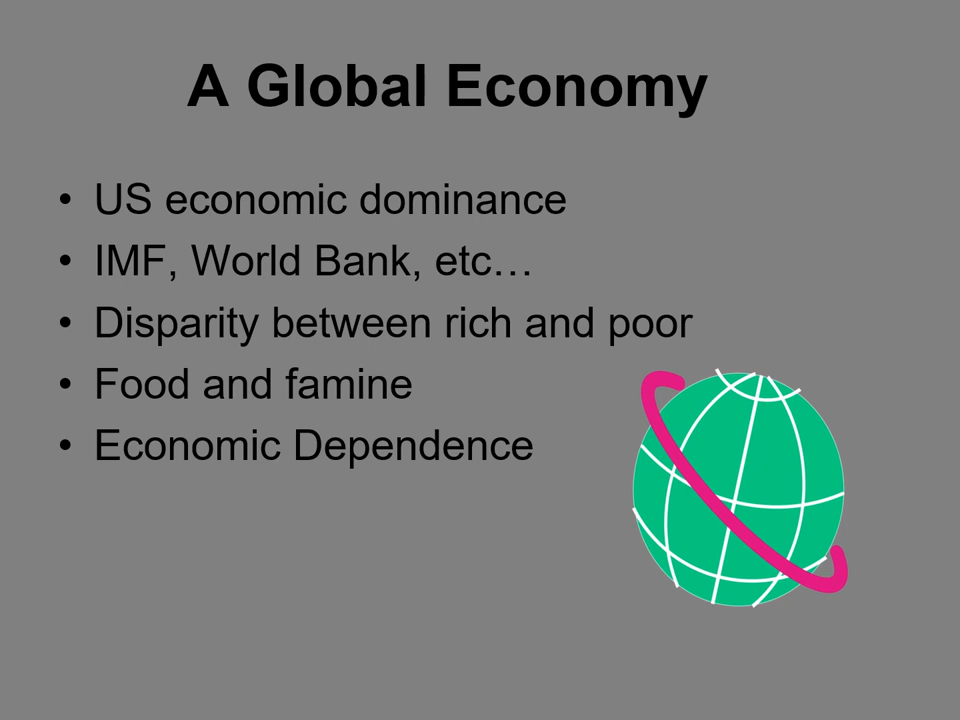 A Global Economy
• US economic dominance
• IMF, World Bank, etc…
• Disparity between rich and poor
• Food and famine
• Economic Dependence